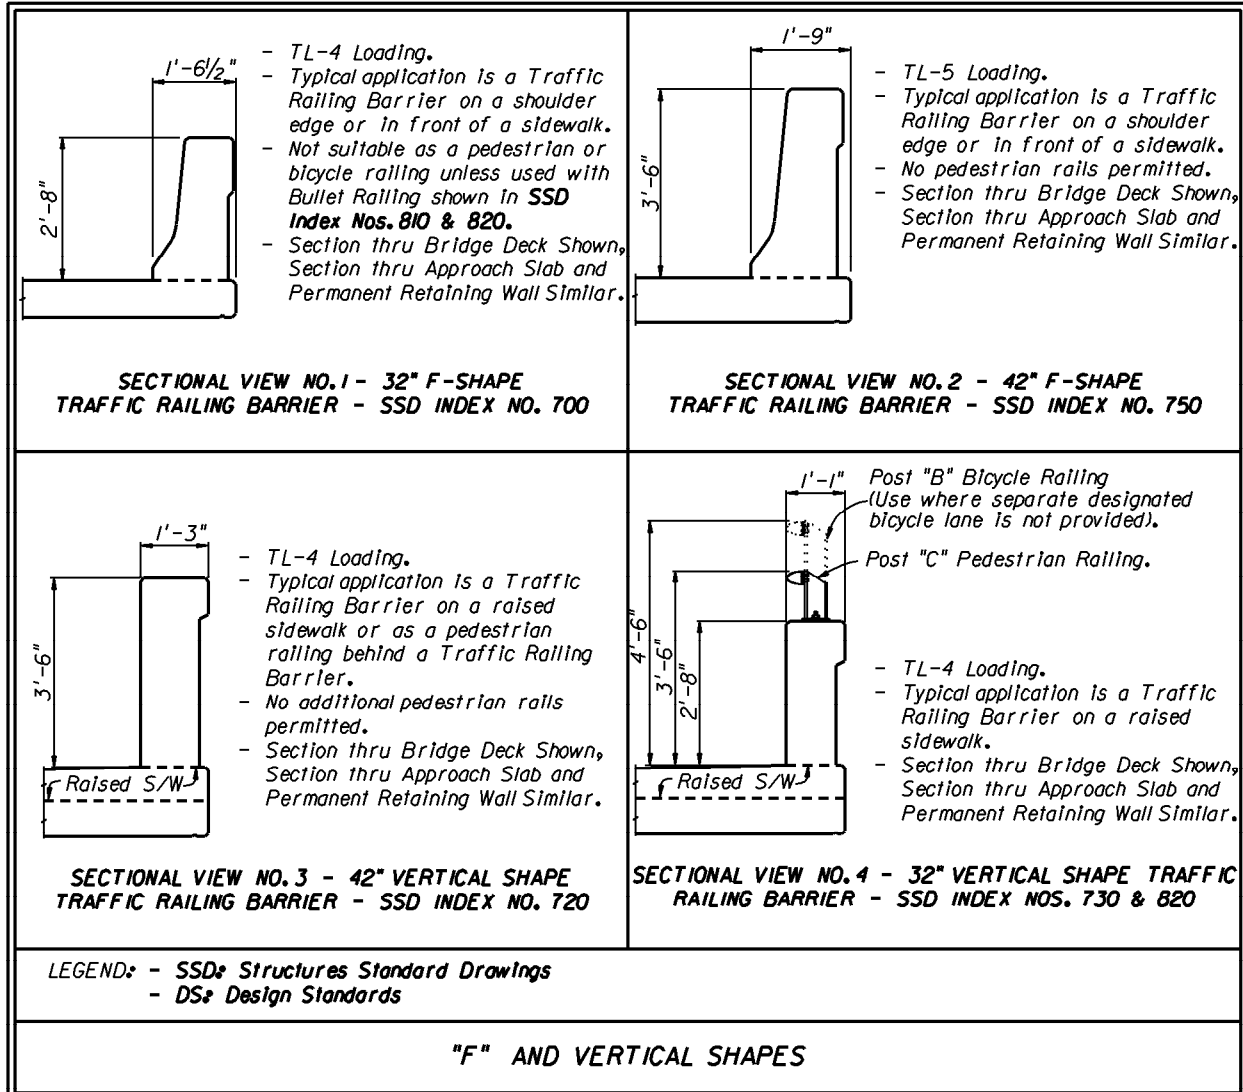 1'-6½"
2'-8"
- TL-4 Loading.
- Typical application is a Traffic
Railing Barrier on a shoulder
edge or in front of a sidewalk.
- Not suitable as a pedestrian or
bicycle railing unless used with
Bullet Railing shown in SSD
Index Nos. 810 & 820.
- Section thru Bridge Deck Shown,
Section thru Approach Slab and
Permanent Retaining Wall Similar.
SECTIONAL VIEW NO. 1 - 32" F-SHAPE
TRAFFIC RAILING BARRIER - SSD INDEX NO. 700
1'-9"
3'-6"
- TL-5 Loading.
- Typical application is a Traffic
Railing Barrier on a shoulder
edge or in front of a sidewalk.
- No pedestrian rails permitted.
- Section thru Bridge Deck Shown,
Section thru Approach Slab and
Permanent Retaining Wall Similar.
SECTIONAL VIEW NO. 2 - 42" F-SHAPE
TRAFFIC RAILING BARRIER - SSD INDEX NO. 750
1'-3"
3'-6"
- TL-4 Loading.
- Typical application is a Traffic
Railing Barrier on a raised
sidewalk or as a pedestrian
railing behind a Traffic Railing
Barrier.
- No additional pedestrian rails
permitted.
- Section thru Bridge Deck Shown,
Section thru Approach Slab and
Permanent Retaining Wall Similar.
Raised S/W
SECTIONAL VIEW NO. 3 - 42" VERTICAL SHAPE
TRAFFIC RAILING BARRIER - SSD INDEX NO. 720
1'-1"
Post "B" Bicycle Railing
(Use where separate designated
bicycle lane is not provided).
Post "C" Pedestrian Railing.
4'-6"
3'-6"
2'-8"
- TL-4 Loading.
- Typical application is a Traffic
Railing Barrier on a raised
sidewalk.
- Section thru Bridge Deck Shown,
Section thru Approach Slab and
Permanent Retaining Wall Similar.
Raised S/W
SECTIONAL VIEW NO. 4 - 32" VERTICAL SHAPE TRAFFIC
RAILING BARRIER - SSD INDEX NOS. 730 & 820
LEGEND: - SSD: Structures Standard Drawings
- DS: Design Standards
"F" AND VERTICAL SHAPES